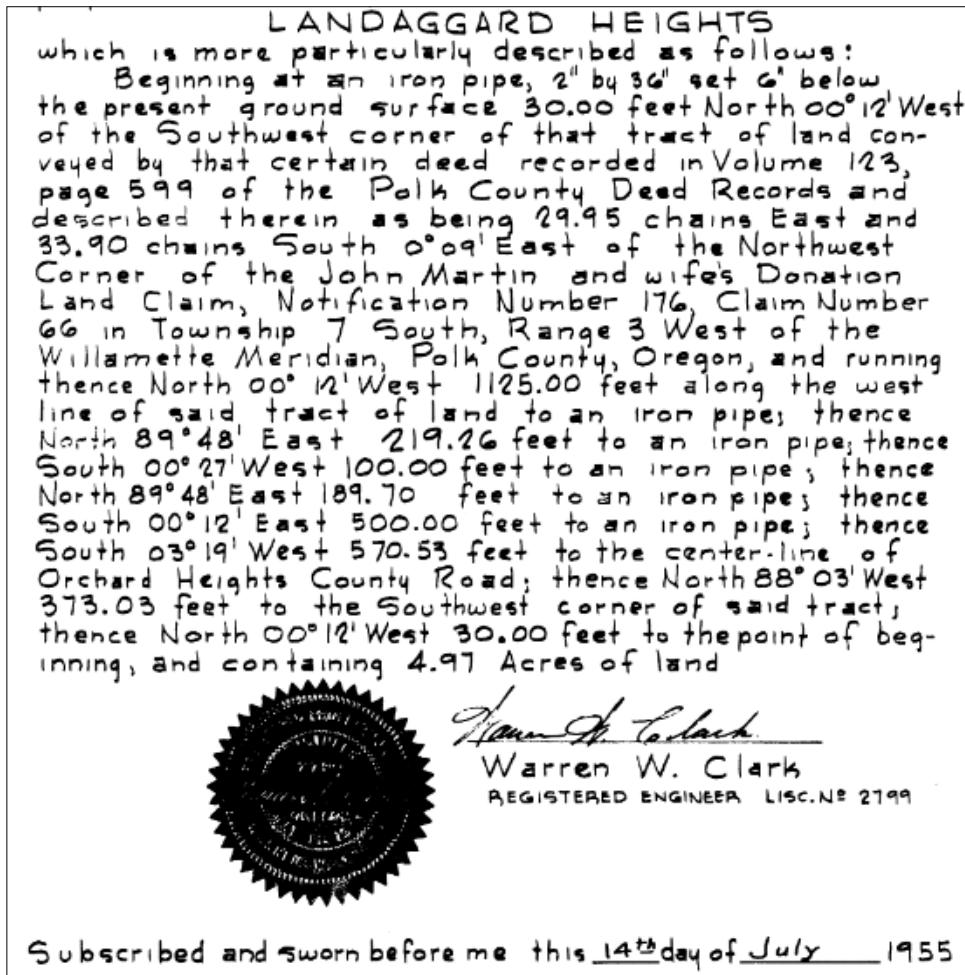 LANDAGGARD HEIGHTS
which is more particularly described as follows:
Beginning at an iron pipe, 2" by 36" set 6" below
the present ground surface 30.00 feet North 00° 12' West
of the Southwest corner of that tract of land con-
veyed by that certain deed recorded in Volume 123,
page 599 of the Polk County Deed Records and
described therein as being 29.95 chains East and
33.90 chains South 0°09' East of the Northwest
Corner of the John Martin and wife's Donation
Land Claim, Notification Number 176, Claim Number
66 in Township 7 South, Range 3 West of the
Willamette Meridian, Polk County, Oregon, and running
thence North 00° 12' West 1125.00 feet along the west
line of said tract of land to an iron pipe; thence
North 89°48' East 219.26 feet to an iron pipe; thence
South 00°27' West 100.00 feet to an iron pipe; thence
North 89°48' East 189.70 feet to an iron pipe; thence
South 00°12' East 500.00 feet to an iron pipe; thence
South 03°19' West 570.53 feet to the center-line of
Orchard Heights County Road; thence North 88° 03' West
373.03 feet to the Southwest corner of said tract;
thence North 00°12' West 30.00 feet to the point of beg-
inning, and containing 4.97 Acres of land
Warren W. Clark
Warren W. Clark
REGISTERED ENGINEER LISC. Nº 2799
Subscribed and sworn before me this 14th day of July 1955